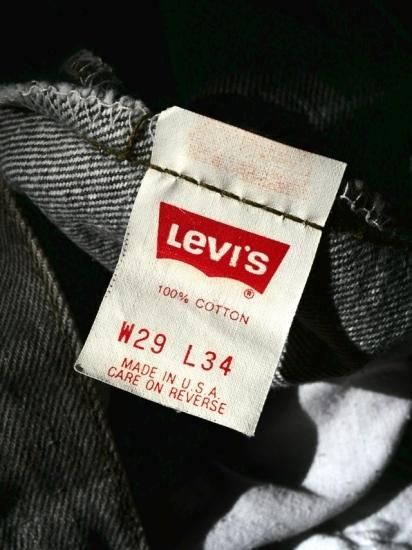 Levi's ®
100% COTTON
W29 L34
MADE IN U.S.A.
CARE ON REVERSE